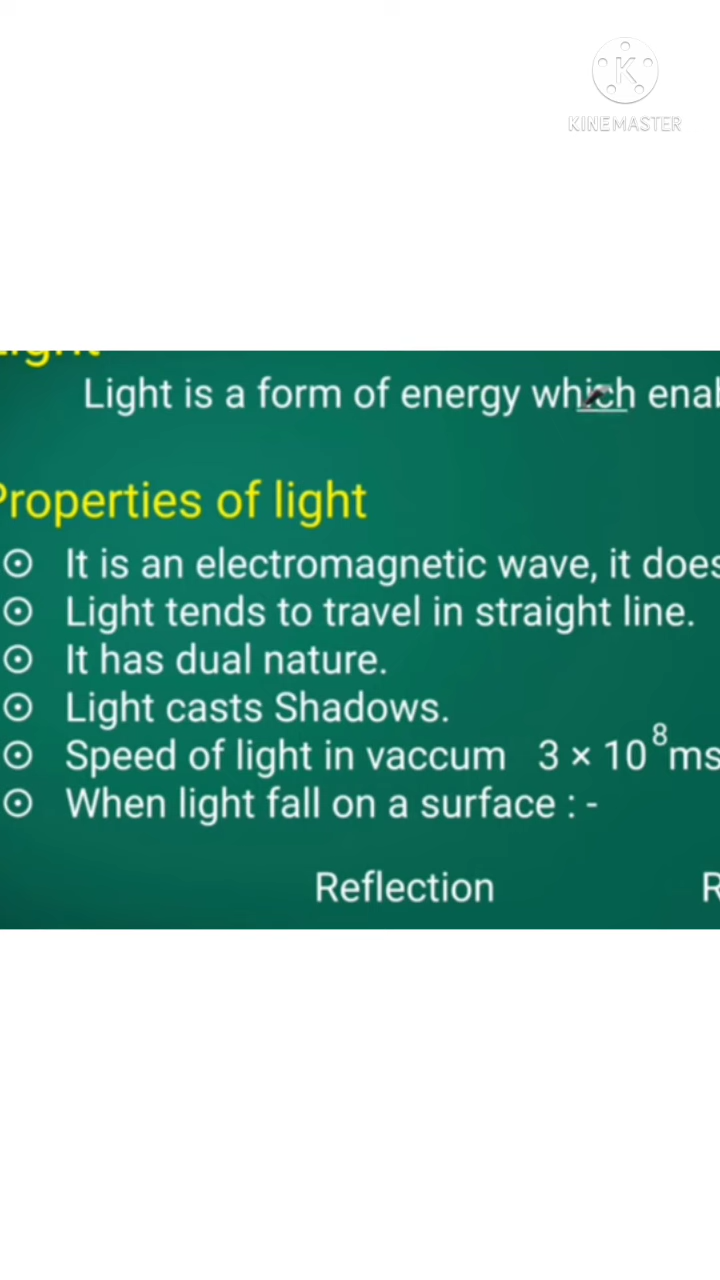 KINEMASTER
Light is a form of energy which
Properties of light
It is an electromagnetic wave, it does
Light tends to travel in straight line.
It has dual nature.
Light casts Shadows.
Speed of light in vaccum 3 × 10⁸ms
When light fall on a surface : -
Reflection